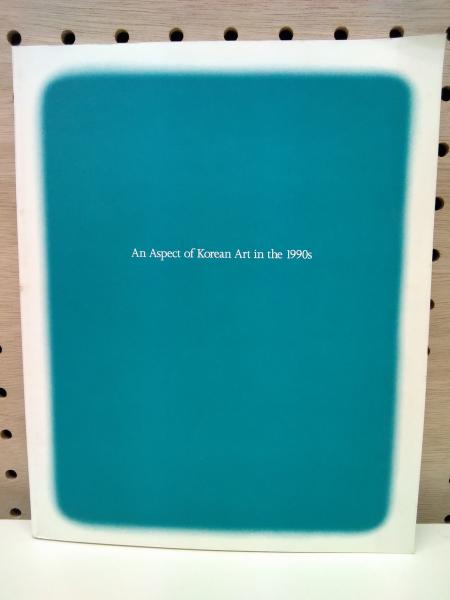 An Aspect of Korean Art in the 1990s